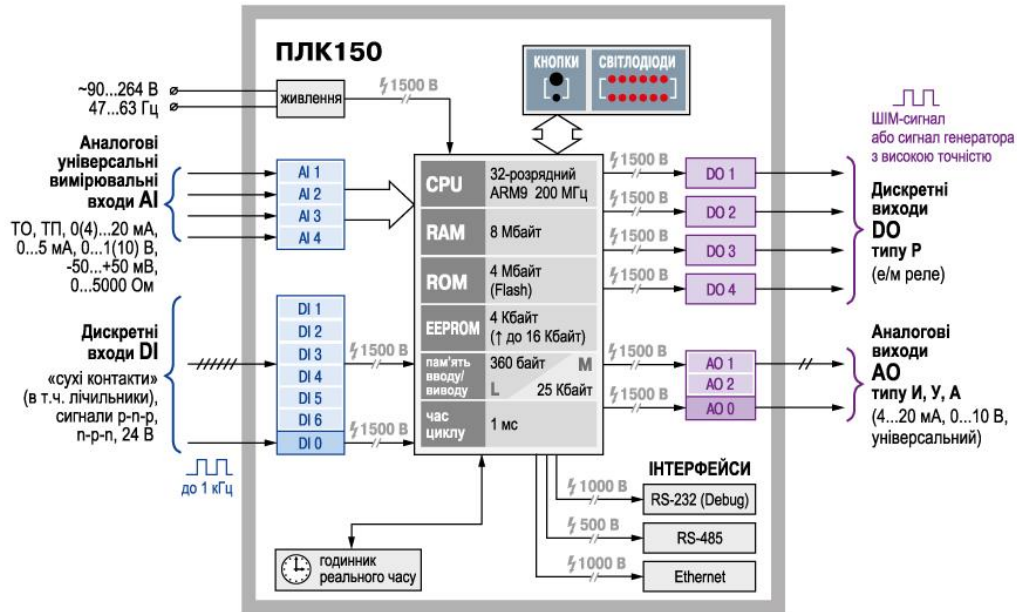 ПЛК150
~90...264 В
47...63 Гц
живлення
1500 В
КНОПКИ
СВІТЛОДІОДИ
Аналогові
універсальні
вимірювальні
входи AI
ТО, ТП, 0(4)...20 мА,
0...5 мА, 0...1(10) В,
-50...+50 мВ,
0...5000 Ом
AI 1
AI 2
AI 3
AI 4
Дискретні
входи DI
«сухі контакти»
(в т.ч. лічильники),
сигнали p-n-p,
n-p-n, 24 В
до 1 кГц
DI 1
DI 2
DI 3
DI 4
DI 5
DI 6
DI 0
1500 В
1500 В
CPU
32-розрядний
ARM9 200 МГц
RAM
8 Мбайт
ROM
4 Мбайт
(Flash)
EEPROM
4 Кбайт
(↑ до 16 Кбайт)
пам'ять
вводу/
виводу
360 байт
M
L
25 Кбайт
час
циклу
1 мс
1500 В
1500 В
1500 В
1500 В
DO 1
DO 2
DO 3
DO 4
1500 В
1500 В
AO 1
AO 2
AO 0
ШІМ-сигнал
або сигнал генератора
з високою точністю
Дискретні
виходи
DO
типу Р
(е/м реле)
Аналогові
виходи
AO
типу И, У, А
(4...20 мА, 0...10 В,
універсальний)
ІНТЕРФЕЙСИ
1000 В
RS-232 (Debug)
500 В
RS-485
1000 В
Ethernet
годинник
реального часу